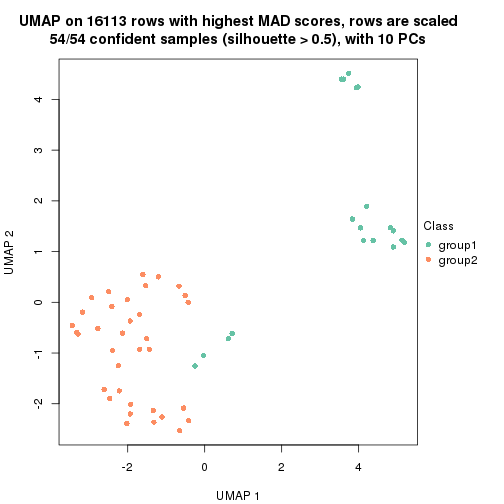 UMAP on 16113 rows with highest MAD scores, rows are scaled
54/54 confident samples (silhouette > 0.5), with 10 PCs
4
3
2
1
0
-1
-2
UMAP 2
-2
0
2
4
UMAP 1
Class
group1
group2